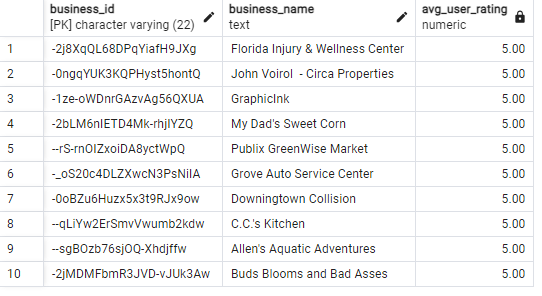 business_id business_name avg_user_rating
[PK] character varying (22) text numeric
1 -2j8XqQL68DPqYiafH9JXg Florida Injury & Wellness Center 5.00
2 -0ngqYUK3KQPHyst5hontQ John Voirol - Circa Properties 5.00
3 -1ze-oWDnrGAzvAg56QXUA GraphicInk 5.00
4 -2bLM6nIETD4Mk-rhjIYZQ My Dad's Sweet Corn 5.00
5 --rS-rnOIZxoiDA8yctWpQ Publix GreenWise Market 5.00
6 -_oS20c4DLZXwcN3PsNiIA Grove Auto Service Center 5.00
7 -0oBZu6Huzx5x3t9RJx9ow Downingtown Collision 5.00
8 --qLiYw2ErSmvVwumb2kdw C.C.'s Kitchen 5.00
9 --sgBOzb76sjOQ-Xhdjffw Allen's Aquatic Adventures 5.00
10 -2jMDMFbmR3JVD-vJUk3Aw Buds Blooms and Bad Asses 5.00